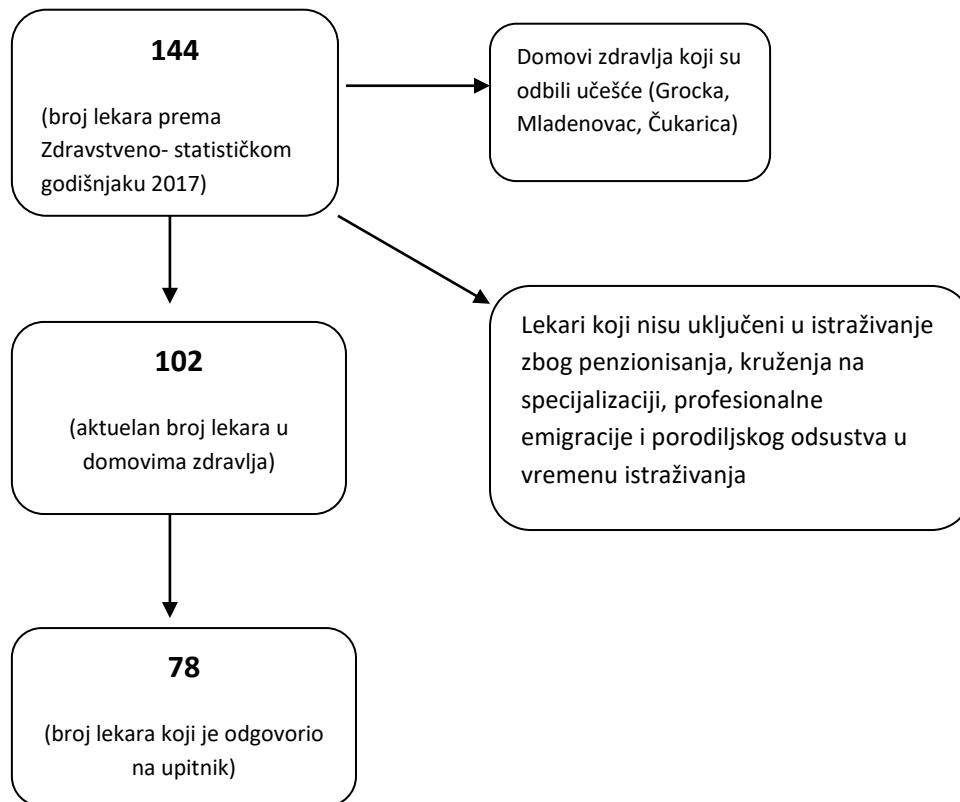 144
(broj lekara prema
Zdravstveno- statističkom
godišnjaku 2017)
Domovi zdravlja koji su
odbili učešće (Grocka,
Mladenovac, Čukarica)
Lekari koji nisu uključeni u istraživanje
zbog penzionisanja, kruženja na
specijalizaciji, profesionalne
emigracije i porodiljskog odsustva u
vremenu istraživanja
102
(aktuelan broj lekara u
domovima zdravlja)
78
(broj lekara koji je odgovorio
na upitnik)